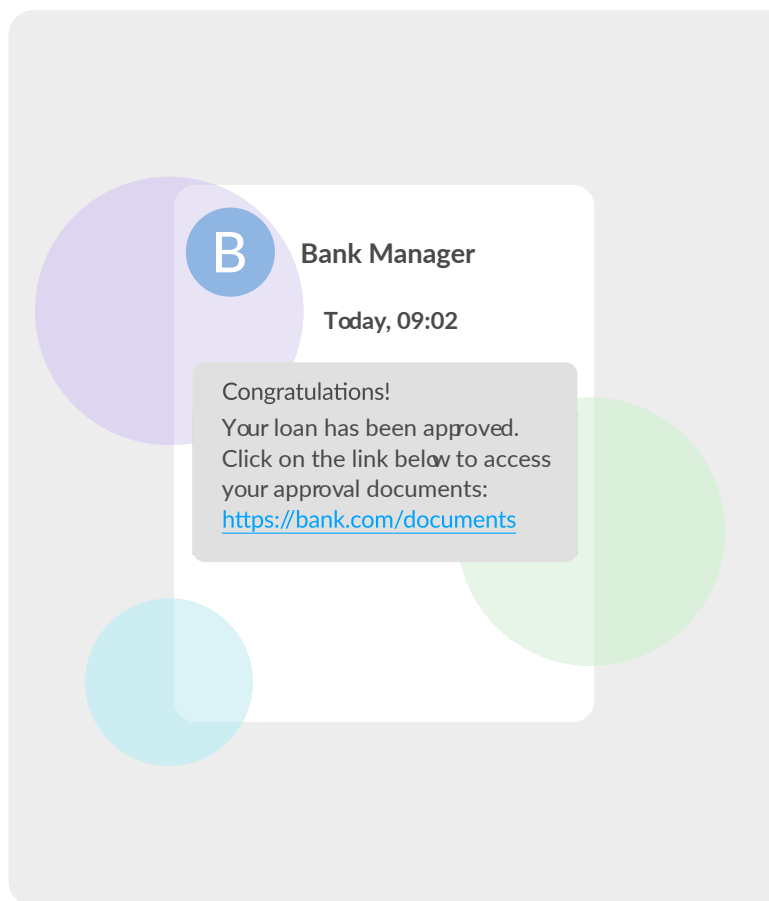 B
Bank Manager
Today, 09:02
Congratulations!
Your loan has been approved.
Click on the link below to access
your approval documents:
https://bank.com/documents